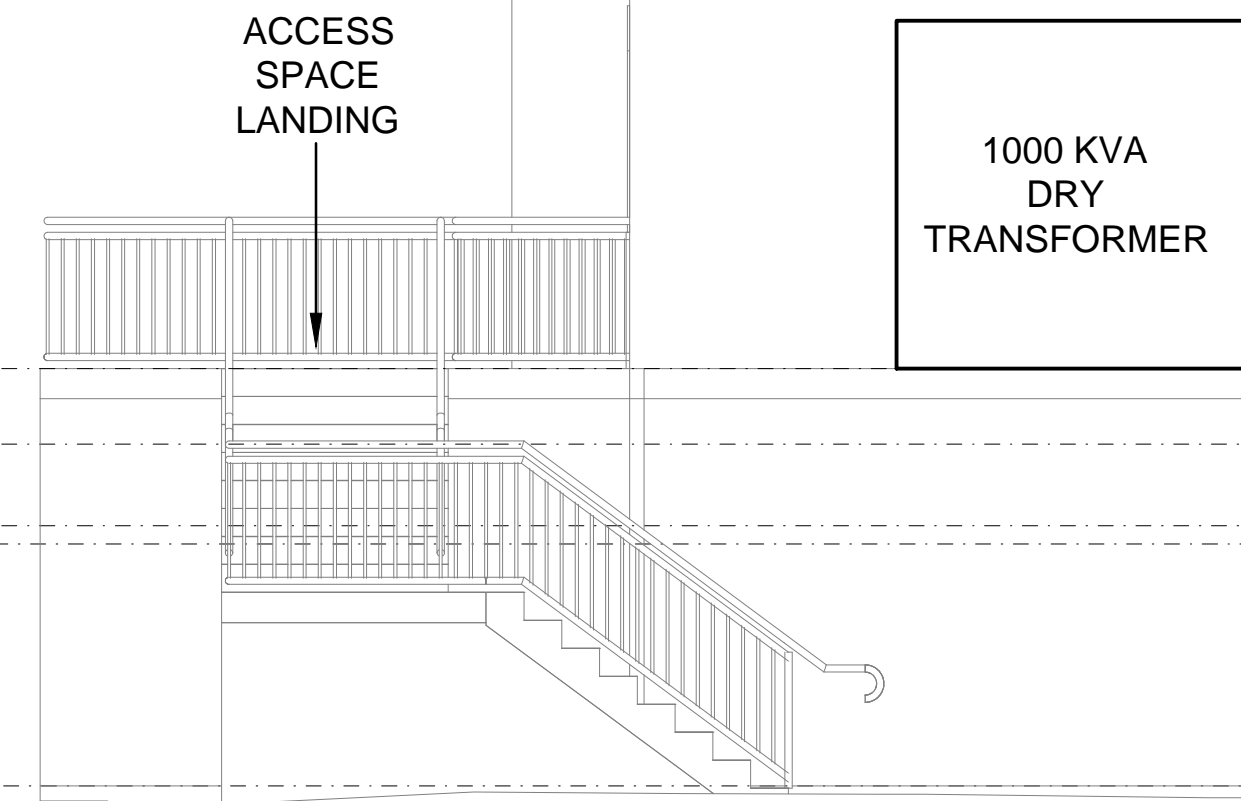 ACCESS
SPACE
LANDING
1000 KVA
DRY
TRANSFORMER